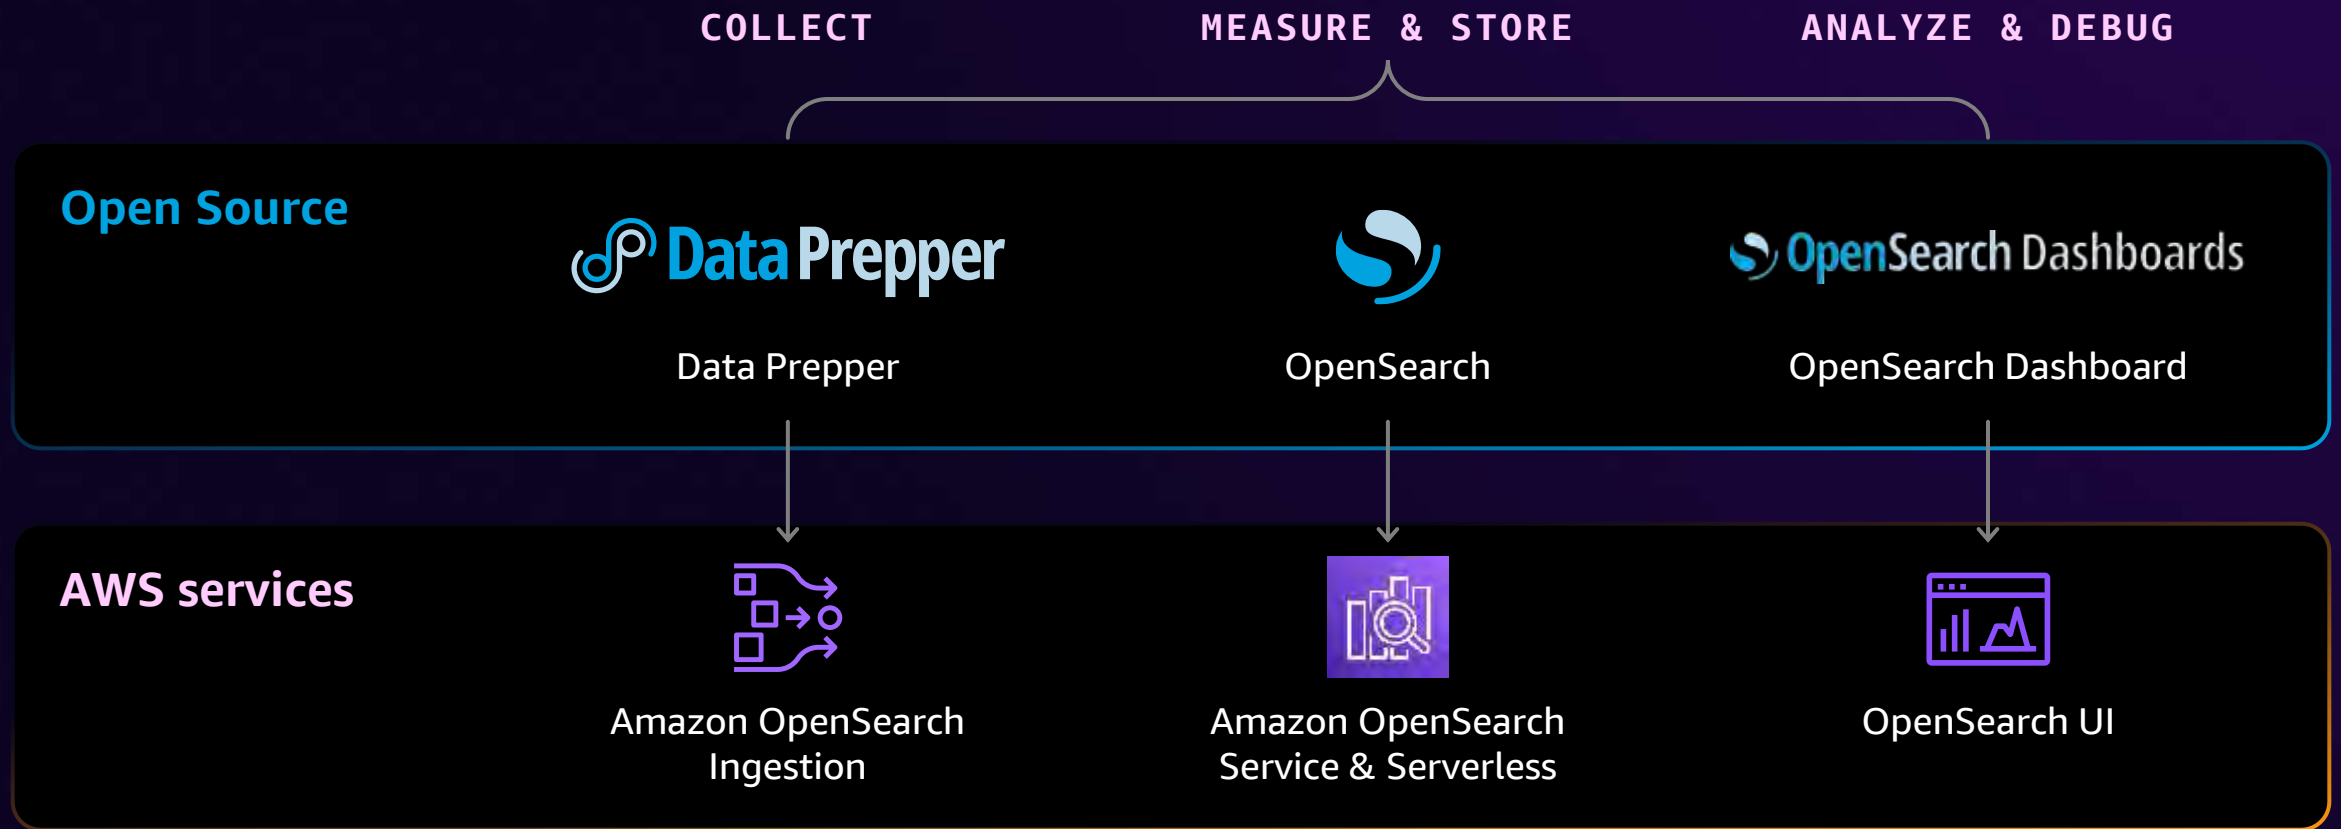 COLLECT
MEASURE & STORE
ANALYZE & DEBUG
Open Source
Data Prepper
OpenSearch Dashboards
Data Prepper
OpenSearch
OpenSearch Dashboard
AWS services
Amazon OpenSearch
Ingestion
Amazon OpenSearch
Service & Serverless
OpenSearch UI